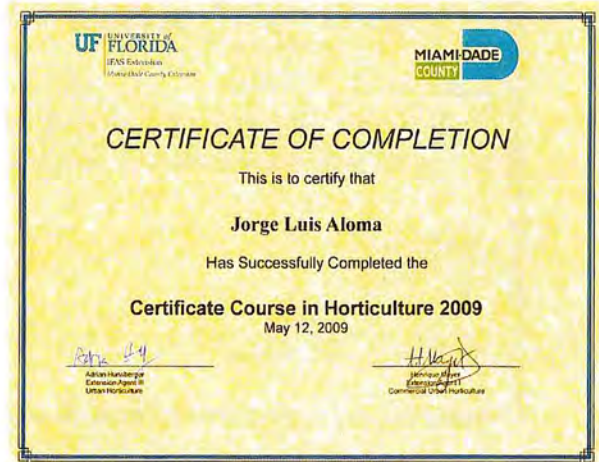 UF UNIVERSITY of
FLORIDA
IFAS Extension
Miami-Dade County Extension
MIAMI-DADE
COUNTY
CERTIFICATE OF COMPLETION
This is to certify that
Jorge Luis Aloma
Has Successfully Completed the
Certificate Course in Horticulture 2009
May 12, 2009
Adrian Hunsberger
Extension Agent III
Urban Horticulture
Henrique Mayer
Extension Agent I
Commercial Urban Horticulture